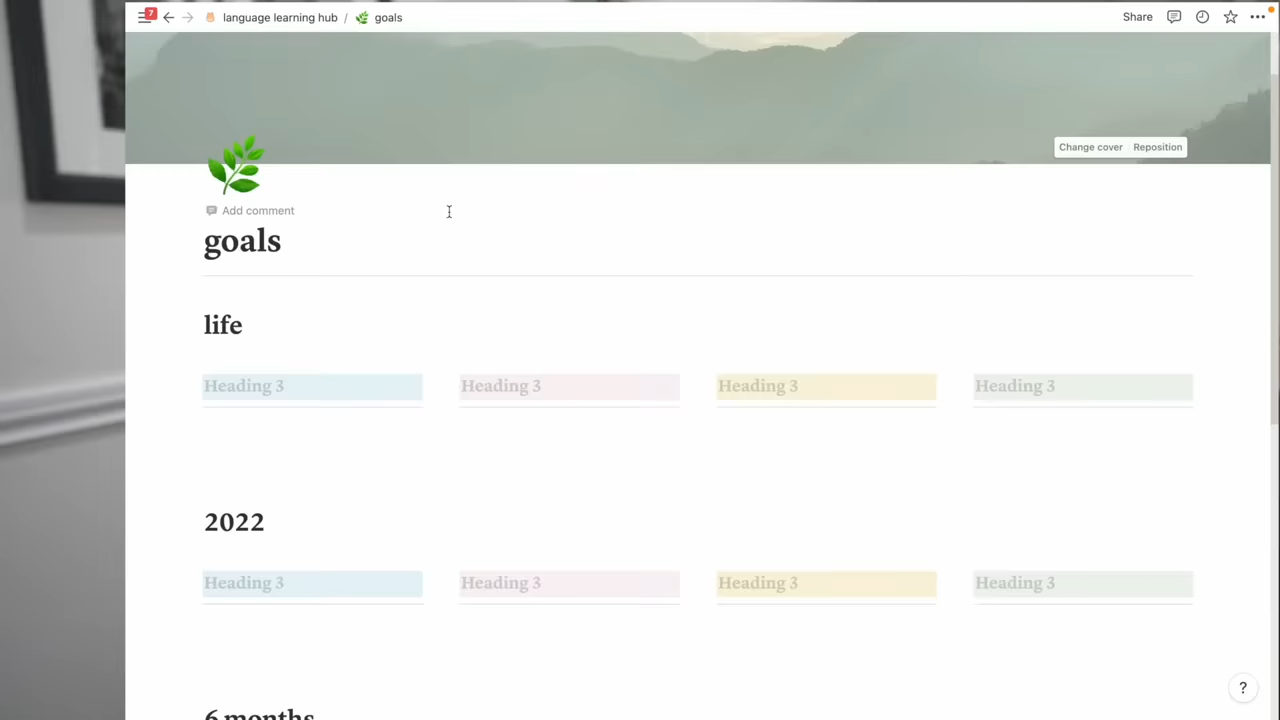 7
language learning hub / goals
Share
Change cover Reposition
Add comment
goals
life
Heading 3 Heading 3 Heading 3 Heading 3
2022
Heading 3 Heading 3 Heading 3 Heading 3
6 months
?